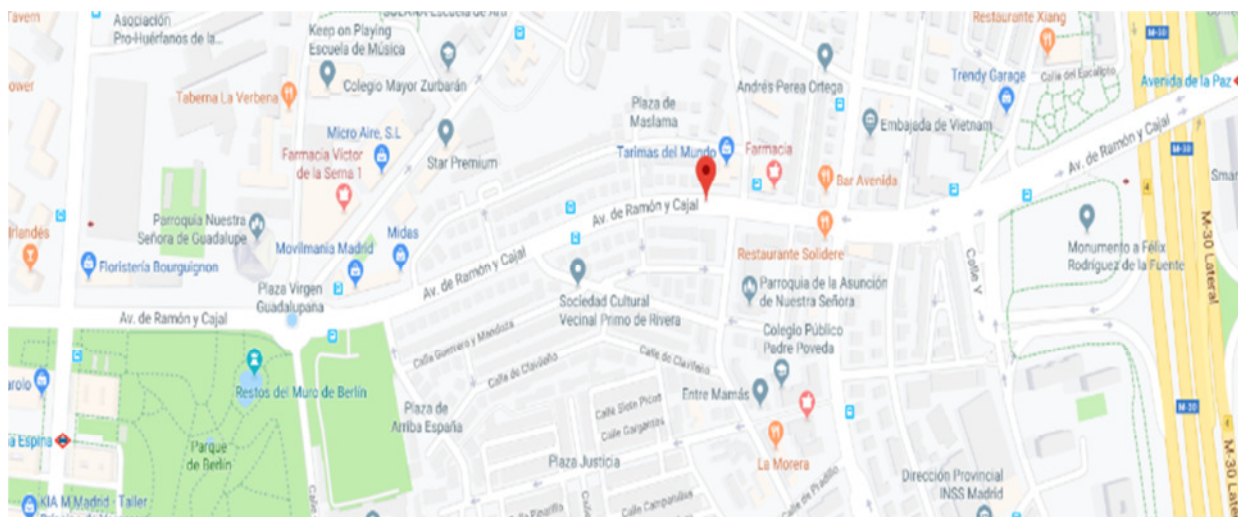 Tavern
Asociación
Pro-Huérfanos de la...
Keep on Playing
Escuela de Música
Colegio Mayor Zurbarán
Taberna La Verbena
Micro Aire, S.L
Farmacia Víctor
de la Serna 1
Star Premium
Plaza de
Maslama
Tarimas del Mundo
Farmacia
Andrés Perea Ortega
Embajada de Vietnam
Restaurante Xiang
Trendy Garage
Calle del Eucalipto
M-30
Avenida de la Paz
Av. de Ramón y Cajal
Bar Avenida
Av. de Ramón y Cajal
Restaurante Solidere
Monumento a Félix
Rodríguez de la Fuente
M-30 Lateral
Calle Y
Irlandés
Parroquia Nuestra
Señora de Guadalupe
Floristería Bourguignon
Movilmanía Madrid
Midas
Plaza Virgen
Guadalupana
Av. de Ramón y Cajal
Av. de Ramón y Cajal
Sociedad Cultural
Vecinal Primo de Rivera
Parroquia de la Asunción
de Nuestra Señora
Colegio Público
Padre Poveda
Calle de Clavileño
Calle de Clavileño
Restos del Muro de Berlín
Entre Mamás
Plaza de
Arriba España
Calle Siete Picos
Calle Gargantas
Parque
de Berlín
Plaza Justicia
La Morera
M-30
Dirección Provincial
INSS Madrid
KIA M Madrid - Taller